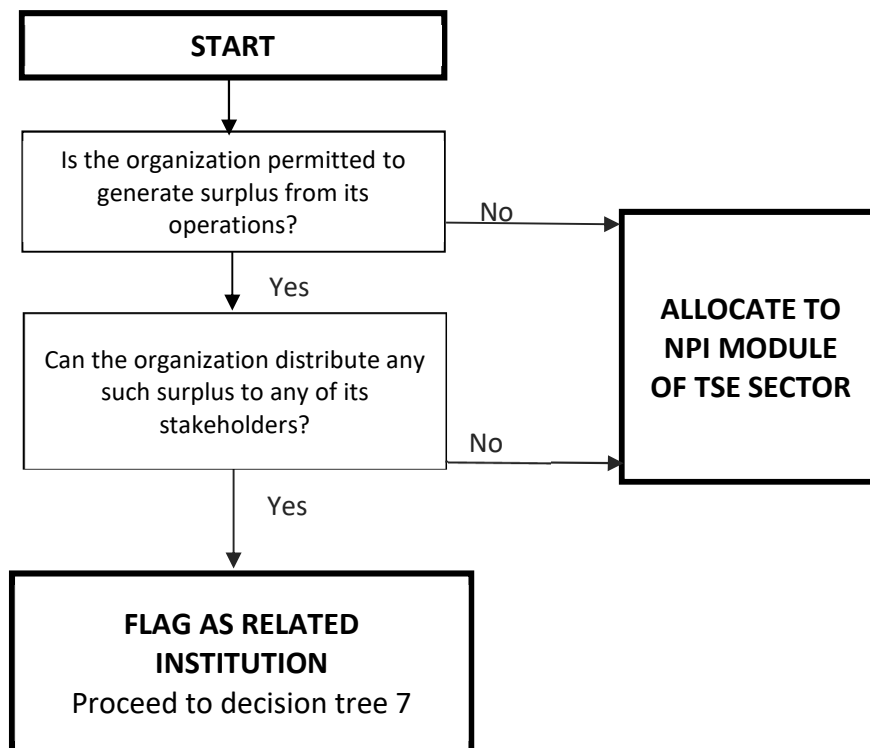 START
Is the organization permitted to
generate surplus from its
operations?
No
Yes
ALLOCATE TO
NPI MODULE
OF TSE SECTOR
Can the organization distribute any
such surplus to any of its
stakeholders?
No
Yes
FLAG AS RELATED
INSTITUTION
Proceed to decision tree 7